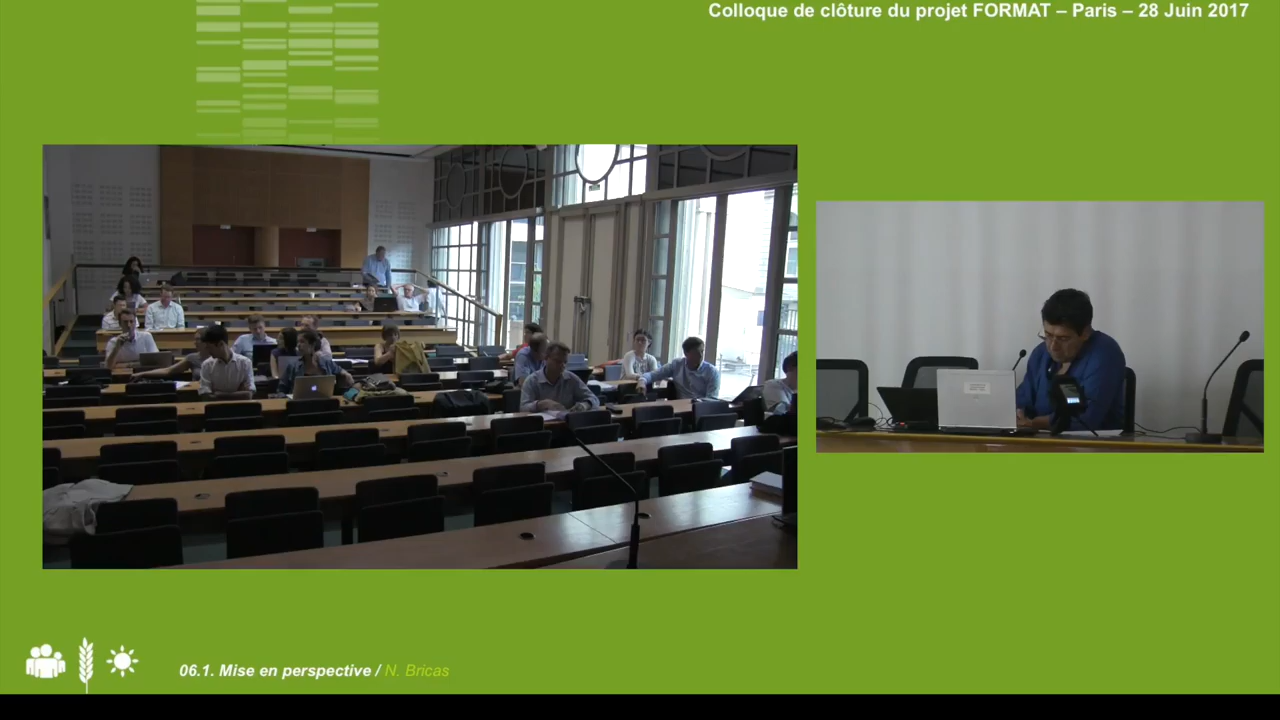 Colloque de clôture du projet FORMAT – Paris – 28 Juin 2017
06.1. Mise en perspective / N. Bricas